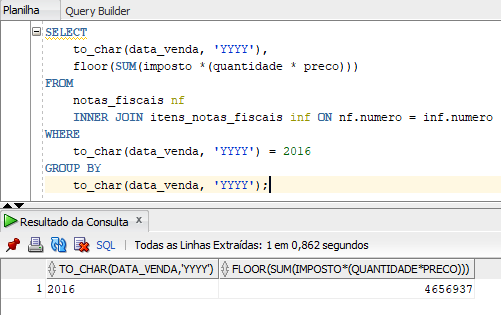 Planilha Query Builder
SELECT
to_char(data_venda, 'YYYY'),
floor(SUM(imposto *(quantidade * preco)))
FROM
notas_fiscais nf
INNER JOIN itens_notas_fiscais inf ON nf.numero = inf.numero
WHERE
to_char(data_venda, 'YYYY') = 2016
GROUP BY
to_char(data_venda, 'YYYY');
Resultado da Consulta x
SQL | Todas as Linhas Extraídas: 1 em 0,862 segundos
TO_CHAR(DATA_VENDA,'YYYY') FLOOR(SUM(IMPOSTO*(QUANTIDADE*PRECO)))
1 2016 4656937